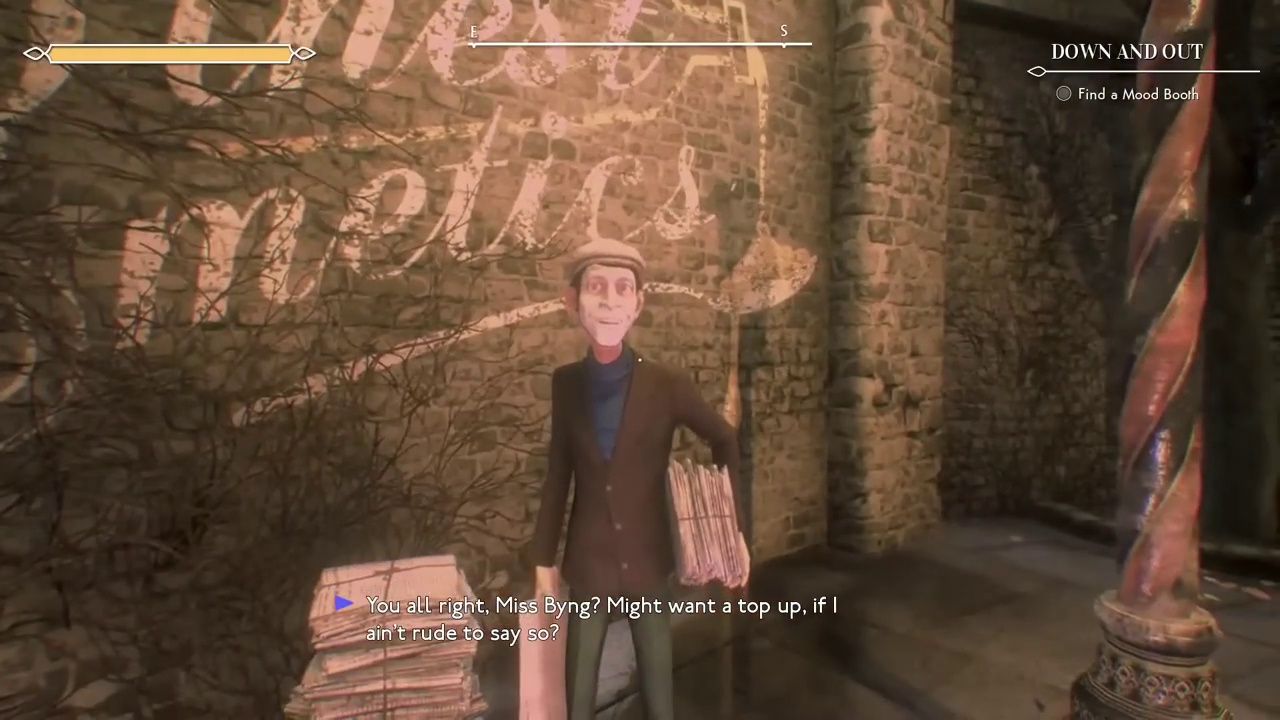 E
S
DOWN AND OUT
Find a Mood Booth
metics
You all right, Miss Byng? Might want a top up, if I
ain't rude to say so?